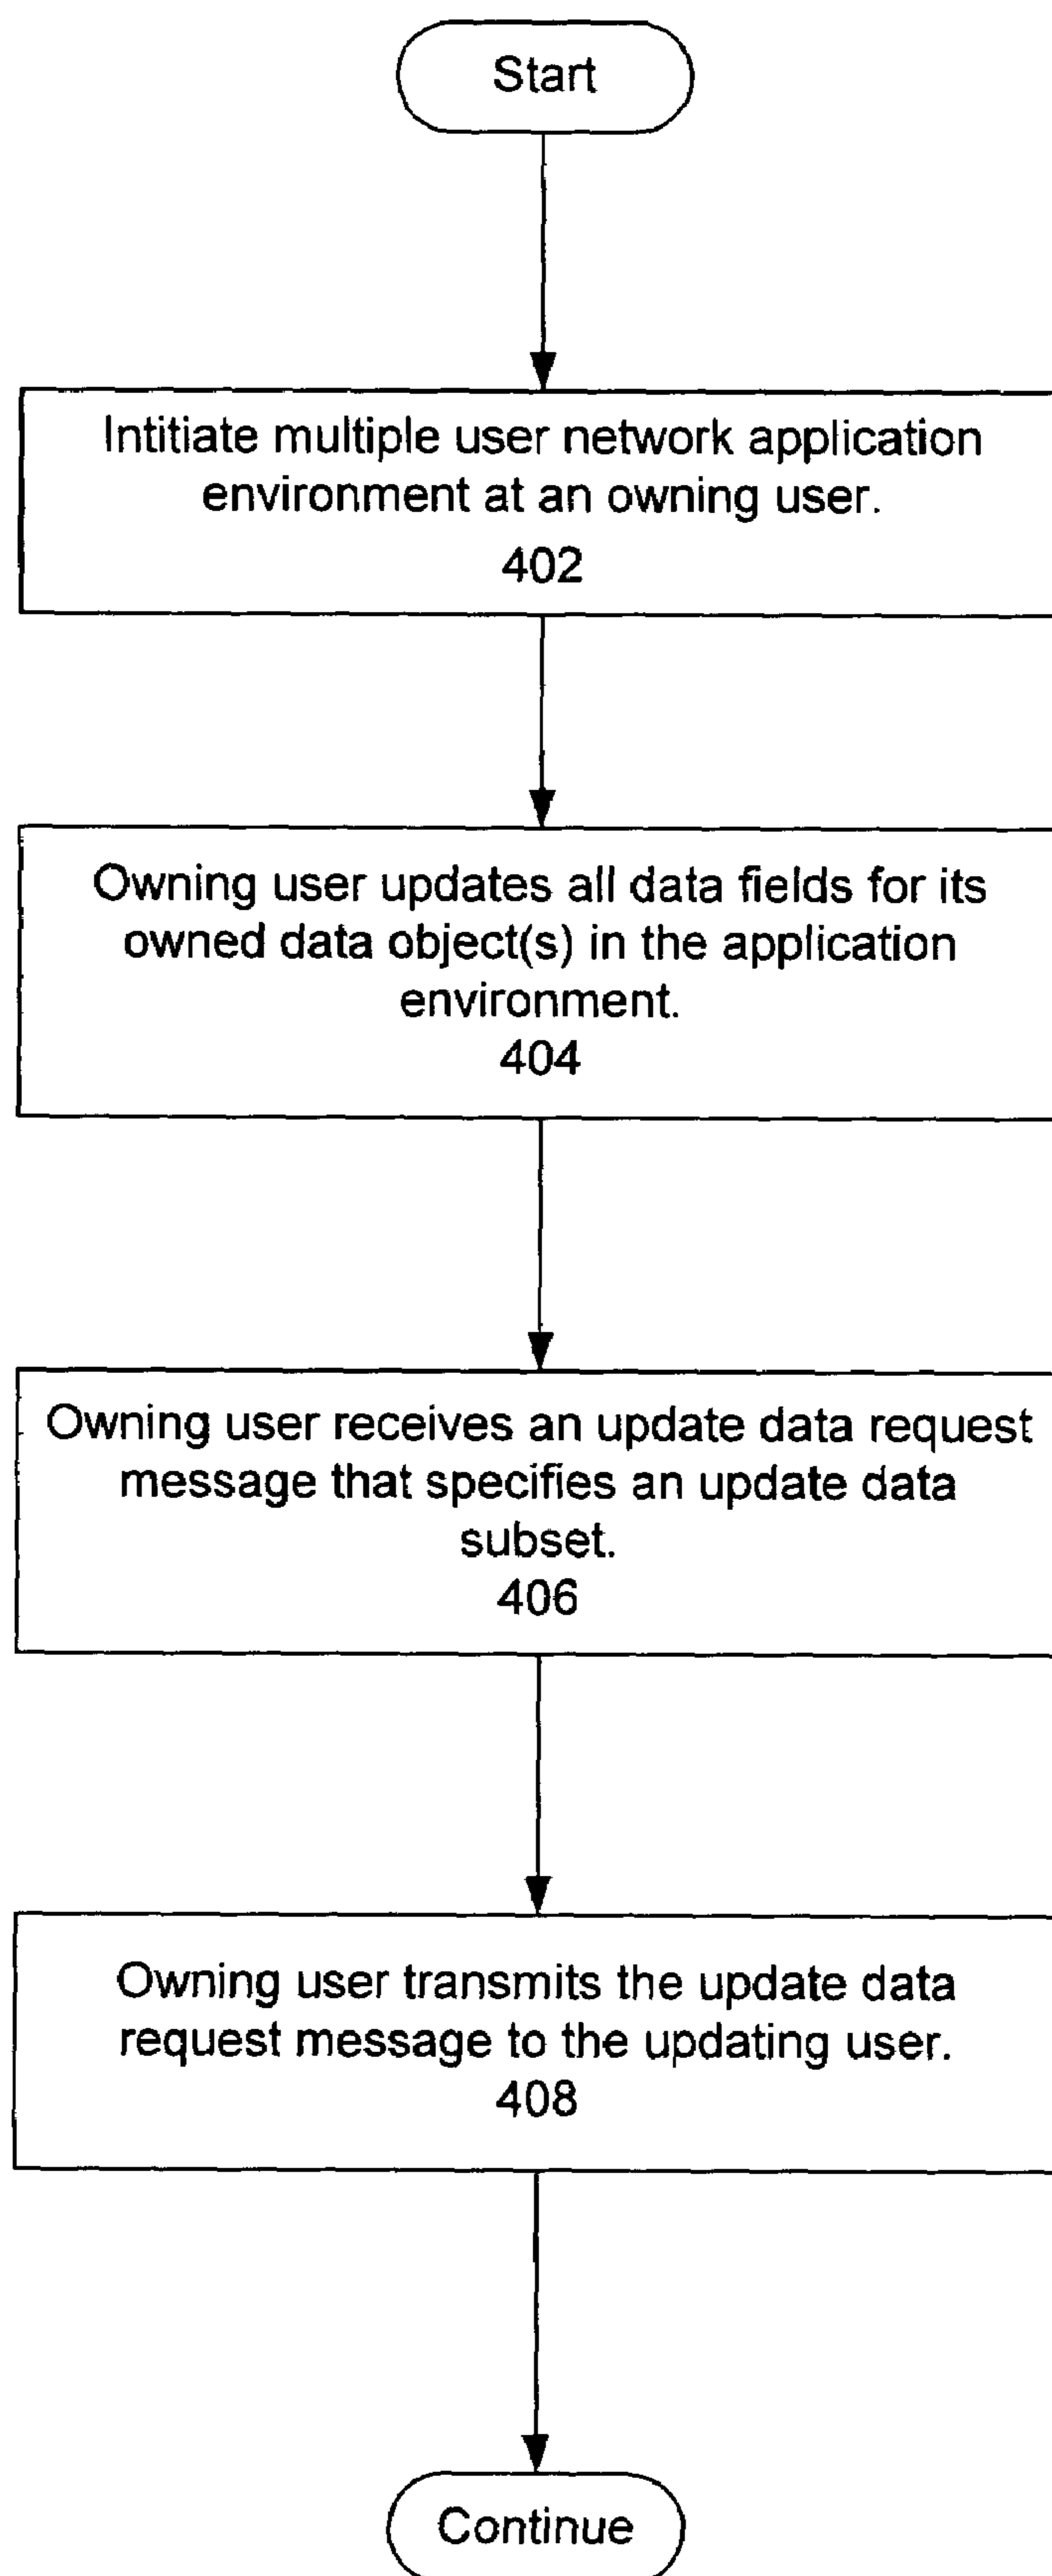 Start
Intitiate multiple user network application
environment at an owning user.
402
Owning user updates all data fields for its
owned data object(s) in the application
environment.
404
Owning user receives an update data request
message that specifies an update data
subset.
406
Owning user transmits the update data
request message to the updating user.
408
Continue